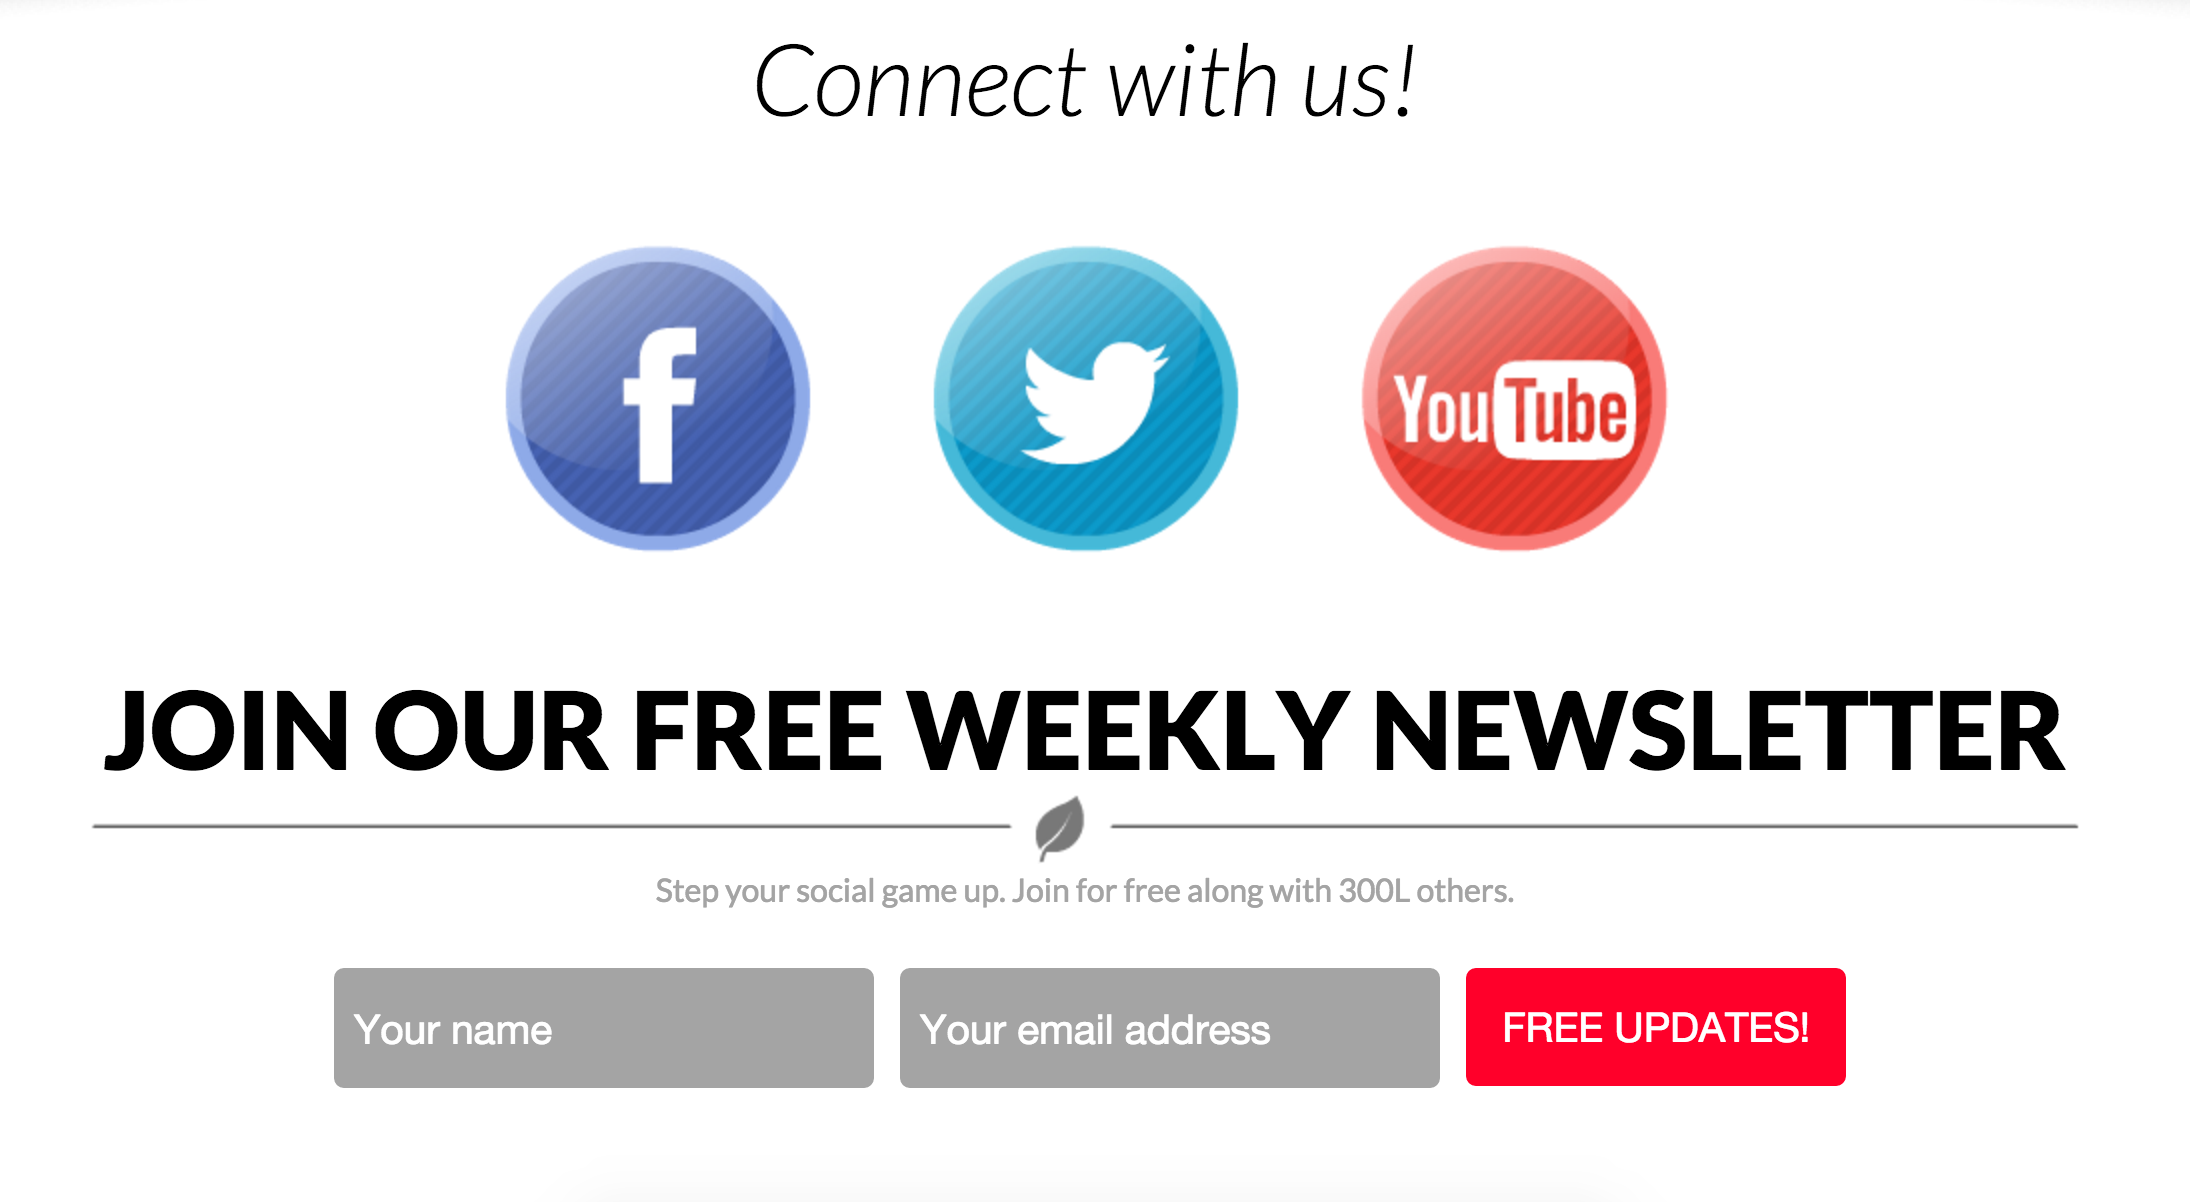 Connect with us!
f
YouTube
JOIN OUR FREE WEEKLY NEWSLETTER
Step your social game up. Join for free along with 300L others.
Your name
Your email address
FREE UPDATES!